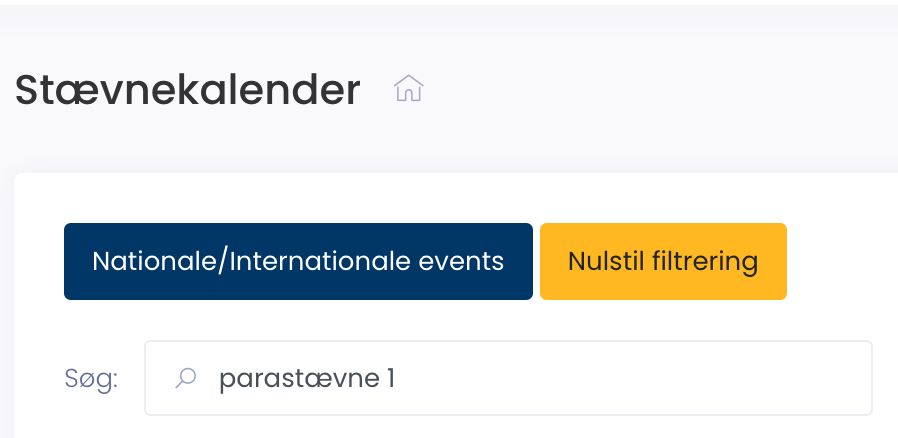 Stævnekalender
Nationale/Internationale events
Nulstil filtrering
Søg:
parastævne 1